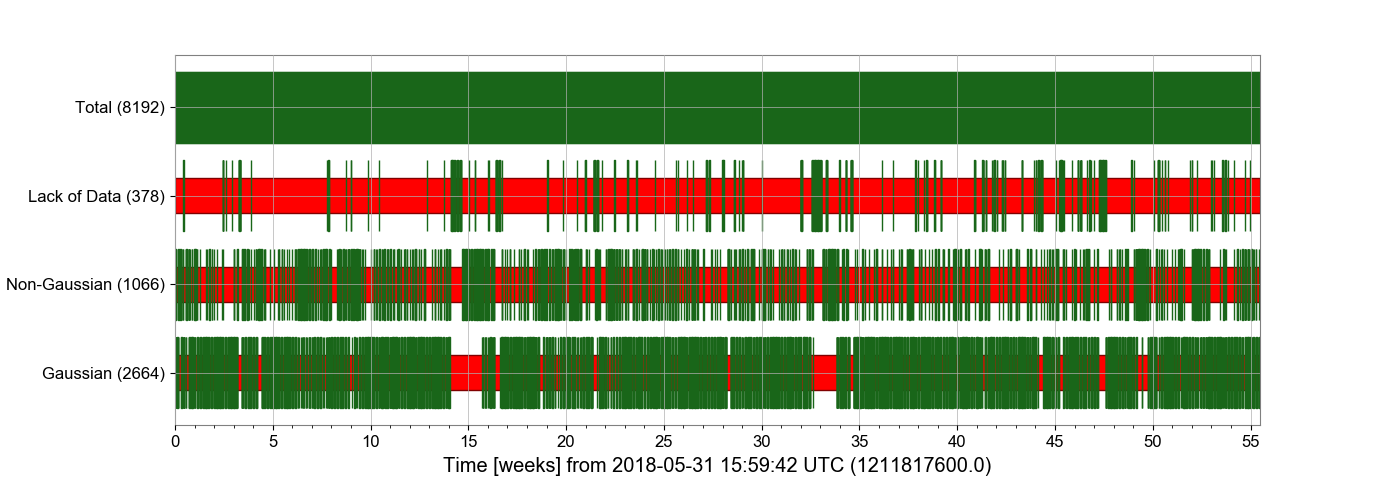 Total (8192)
Lack of Data (378)
Non-Gaussian (1066)
Gaussian (2664)
0 5 10 15 20 25 30 35 40 45 50 55
Time [weeks] from 2018-05-31 15:59:42 UTC (1211817600.0)